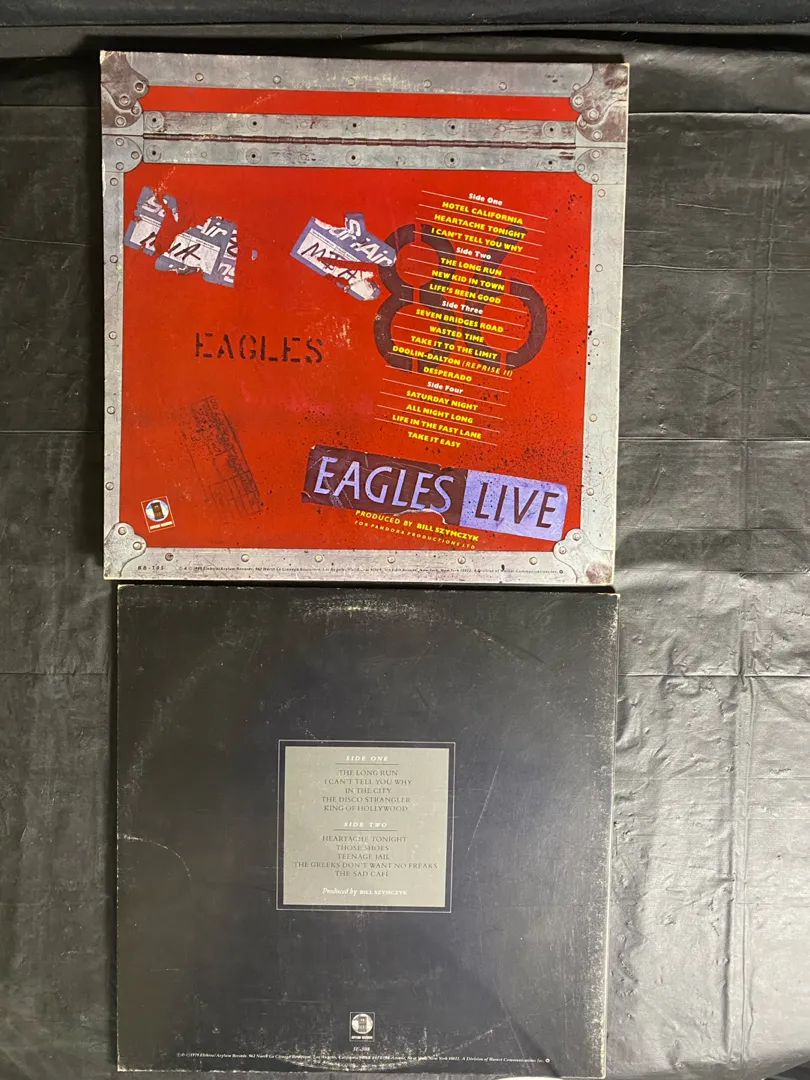 Side One
HOTEL CALIFORNIA
HEARTACHE TONIGHT
I CAN'T TELL YOU WHY
Side Two
THE LONG RUN
NEW KID IN TOWN
LIFE'S BEEN GOOD
Side Three
SEVEN BRIDGES ROAD
WASTED TIME
TAKE IT TO THE LIMIT
DOOLIN-DALTON (REPRISE II)
DESPERADO
Side Four
SATURDAY NIGHT
ALL NIGHT LONG
LIFE IN THE FAST LANE
TAKE IT EASY
EAGLES
EAGLES LIVE
PRODUCED BY BILL SZYMCZYK
FOR PANDORA PRODUCTIONS LTD
BB-705
SIDE ONE
THE LONG RUN
I CAN'T TELL YOU WHY
IN THE CITY
THE DISCO STRANGLER
KING OF HOLLYWOOD
SIDE TWO
HEARTACHE TONIGHT
THOSE SHOES
TEENAGE JAIL
THE GREEKS DON'T WANT NO FREAKS
THE SAD CAFÉ
Produced by BILL SZYMCZYK
ASYLUM RECORDS